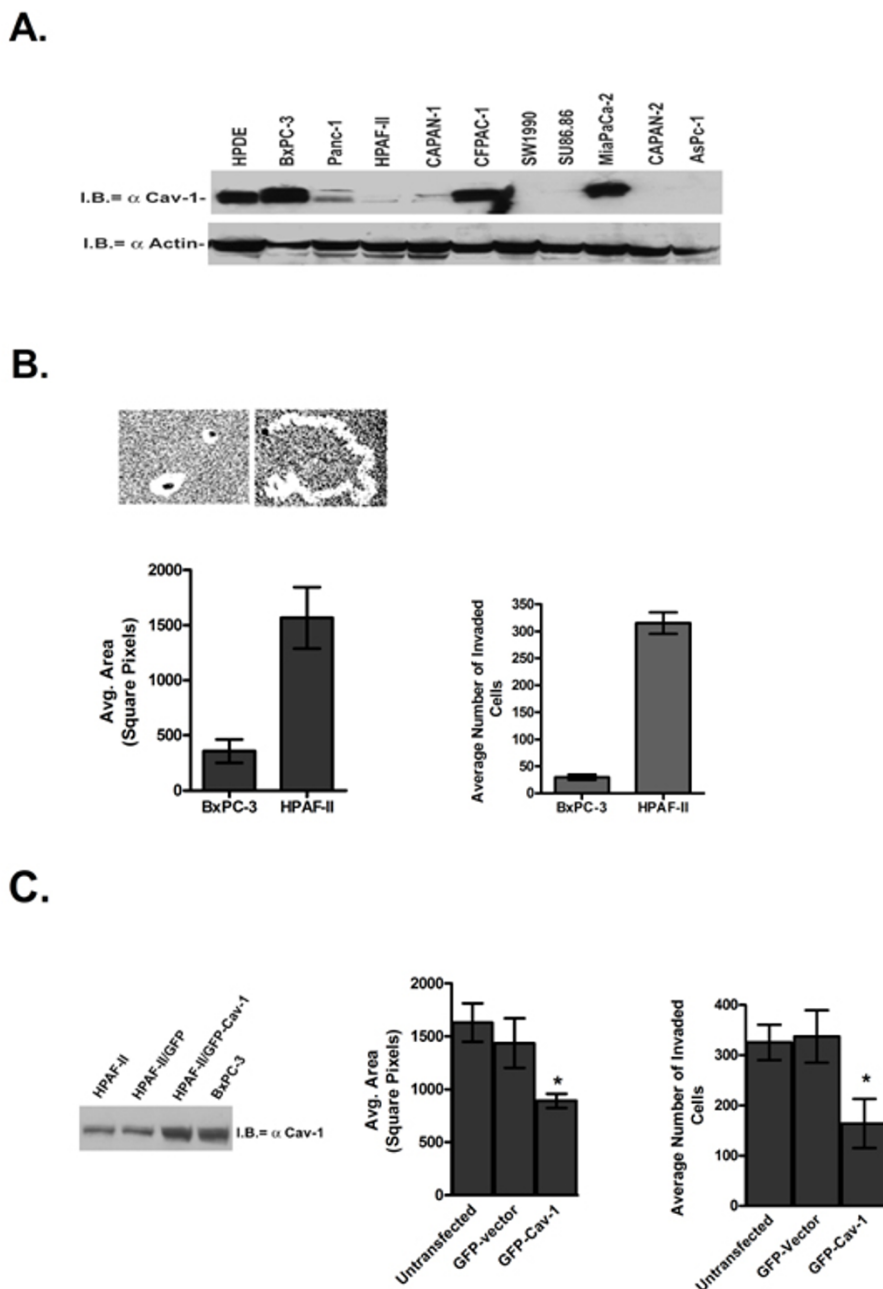 A.
HPDE
BxPC-3
Panc-1
HPAF-II
CAPAN-1
CFPAC-1
SW1990
SU86.86
MiaPaCa-2
CAPAN-2
AsPc-1
I.B.= α Cav-1-
I.B.= α Actin-
B.
Avg. Area
(Square Pixels)
2000
1500
1000
500
0
BxPC-3
HPAF-II
Average Number of Invaded
Cells
350
300
250
200
150
100
50
0
BxPC-3
HPAF-II
C.
HPAF-II
HPAF-II/GFP
HPAF-II/GFP-Cav-1
BxPC-3
I.B.= α Cav-1
Avg. Area
(Square Pixels)
2000
1500
1000
500
0
*
Untransfected
GFP-vector
GFP-Cav-1
Average Number of Invaded
Cells
400
300
200
100
0
*
Untransfected
GFP-Vector
GFP-Cav-1